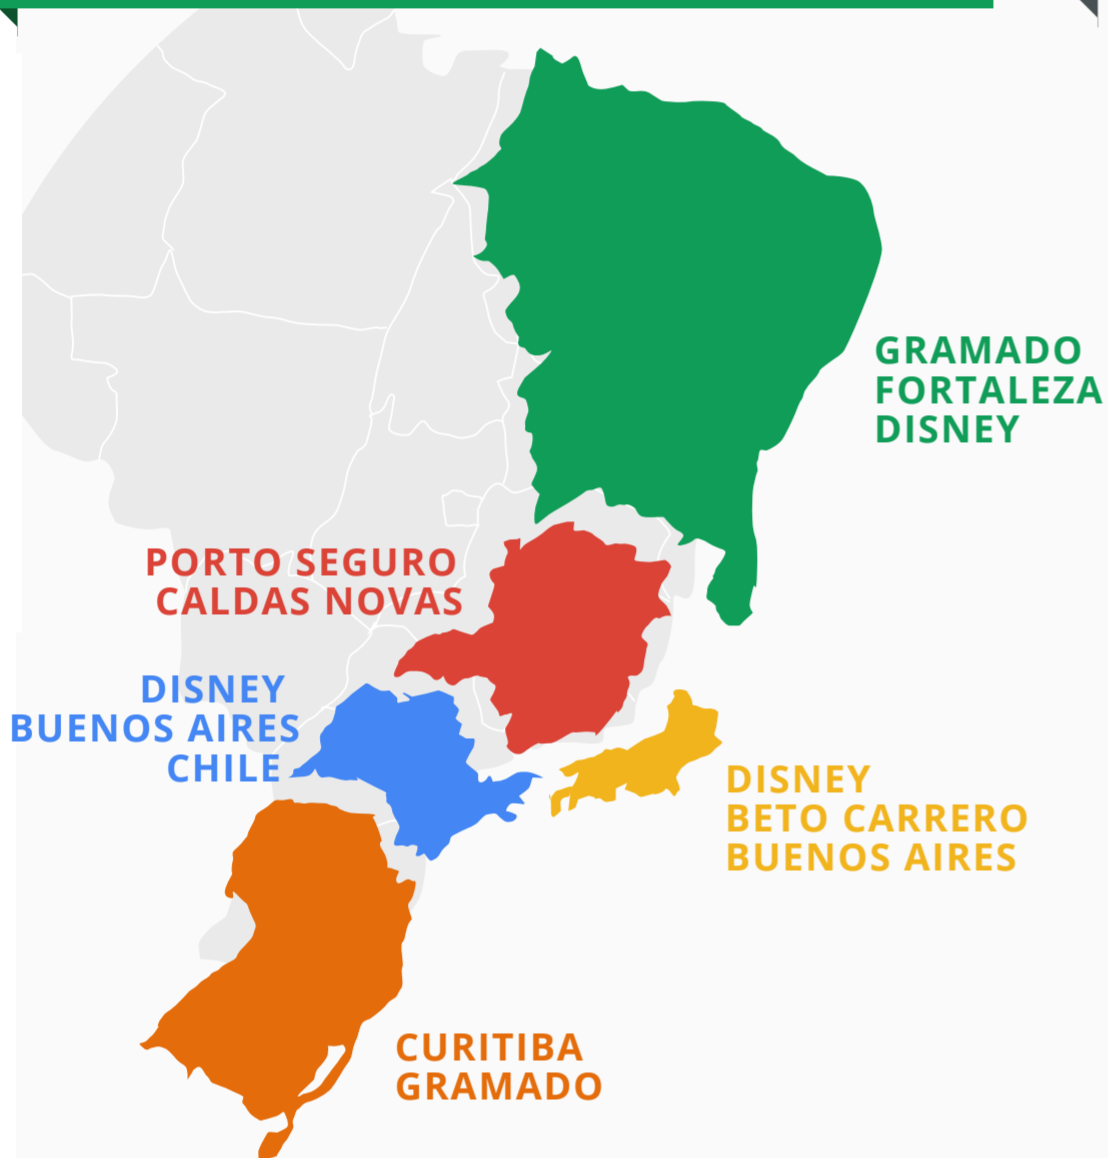 GRAMADO
FORTALEZA
DISNEY
PORTO SEGURO
CALDAS NOVAS
DISNEY
BUENOS AIRES
CHILE
DISNEY
BETO CARRERO
BUENOS AIRES
CURITIBA
GRAMADO